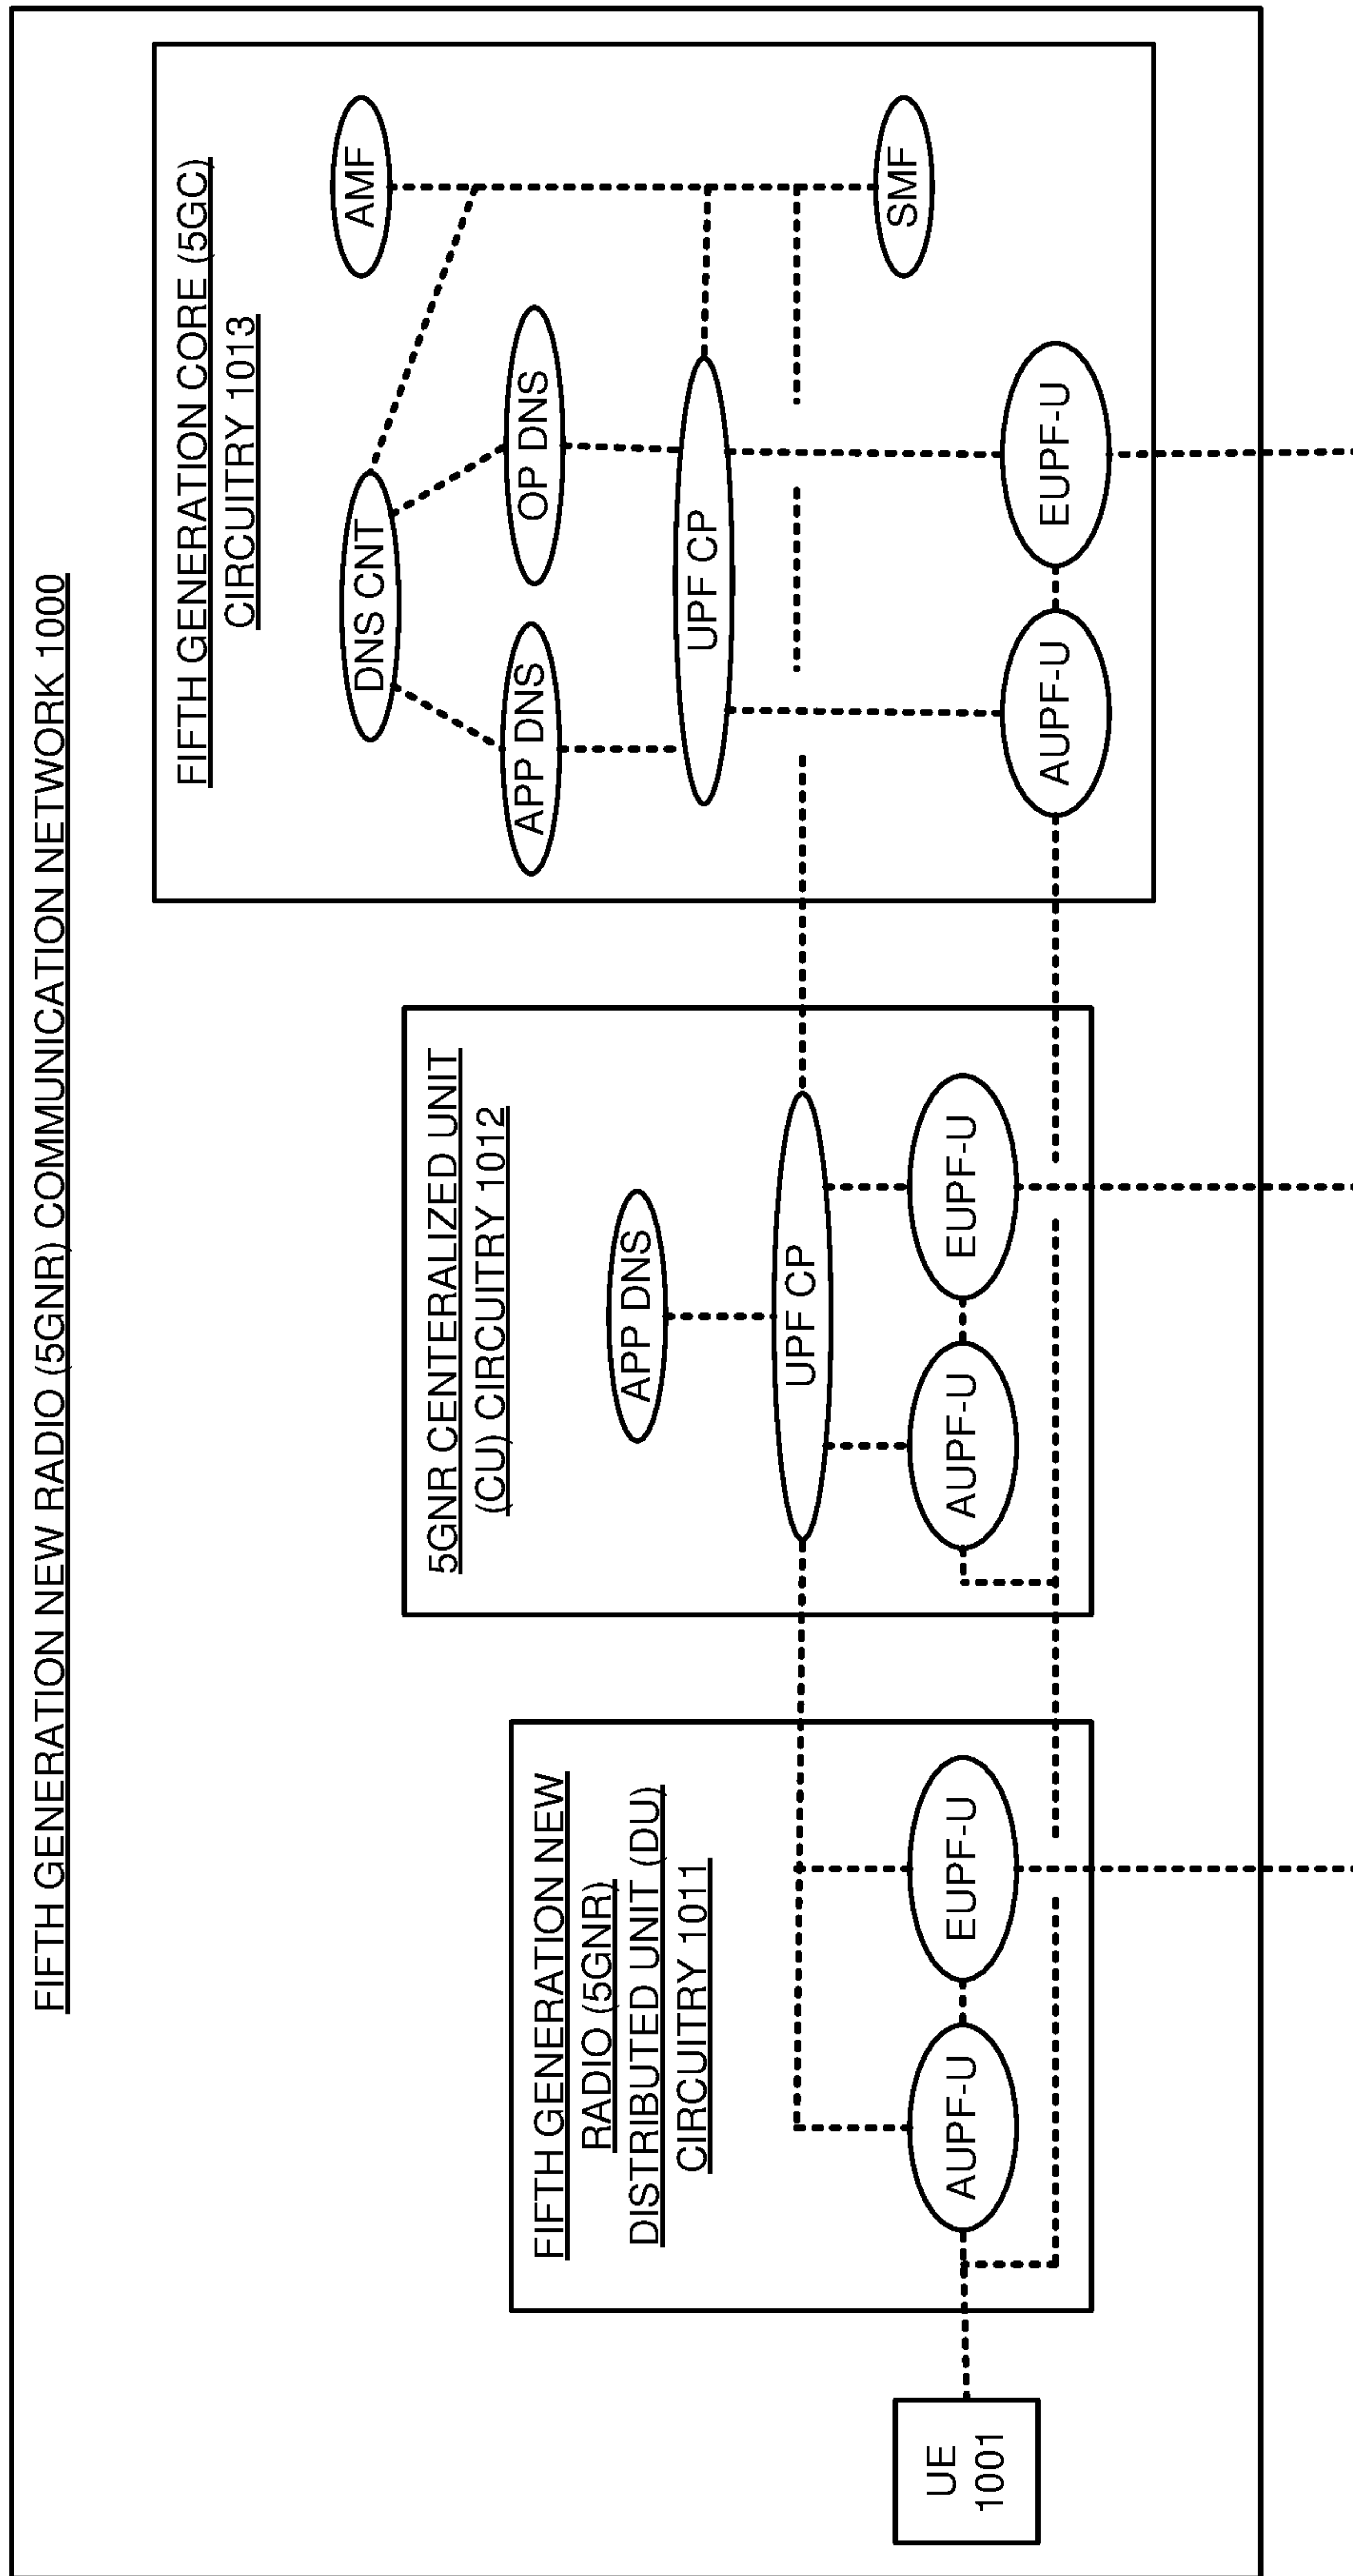 FIFTH GENERATION NEW RADIO (5GNR) COMMUNICATION NETWORK 1000
UE
1001
FIFTH GENERATION NEW
RADIO (5GNR)
DISTRIBUTED UNIT (DU)
CIRCUITRY 1011
AUPF-U
EUPF-U
5GNR CENTERALIZED UNIT
(CU) CIRCUITRY 1012
APP DNS
UPF CP
AUPF-U
EUPF-U
FIFTH GENERATION CORE (5GC)
CIRCUITRY 1013
DNS CNT
AMF
APP DNS
OP DNS
UPF CP
SMF
AUPF-U
EUPF-U